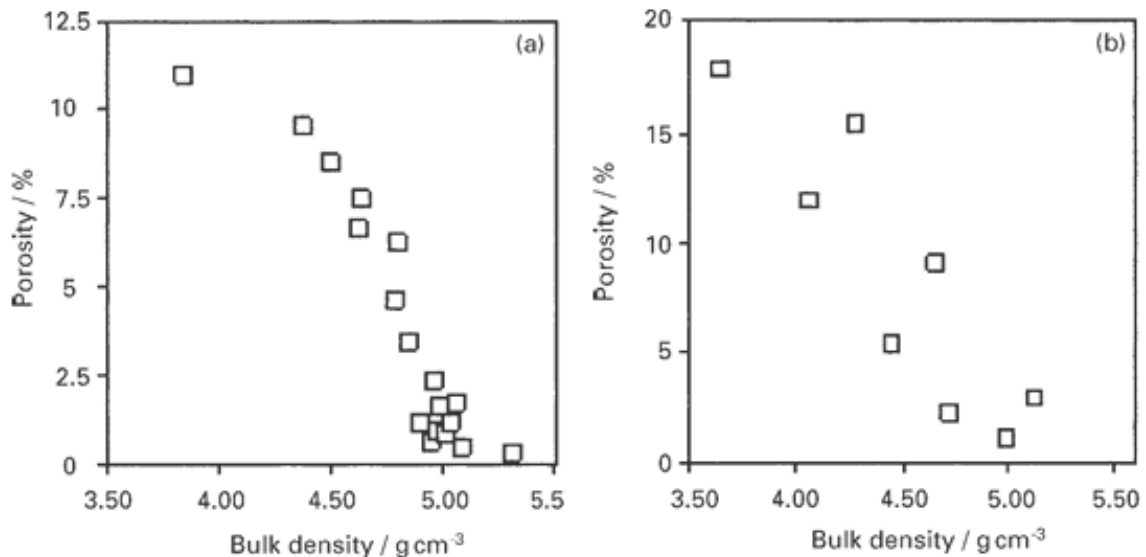 (a)
12.5
10
7.5
5
2.5
0
3.50 4.00 4.50 5.00 5.5
Porosity / %
Bulk density / g cm⁻³
(b)
20
15
10
5
0
3.50 4.00 4.50 5.00 5.50
Porosity / %
Bulk density / g cm⁻³